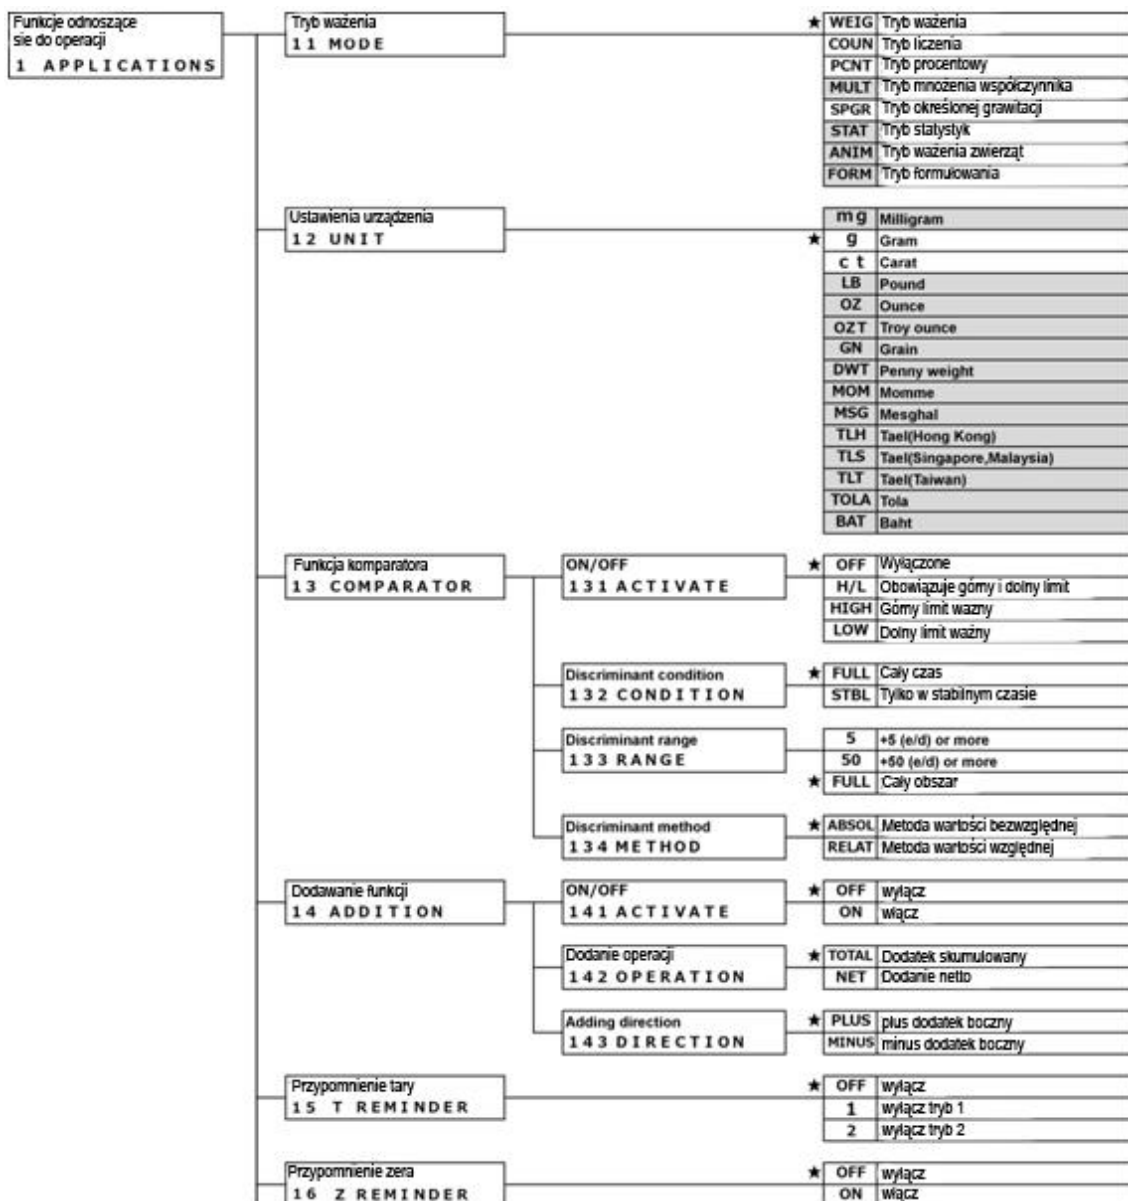 Funkcje odnoszące
sie do operacji
1 APPLICATIONS
Tryb ważenia
11 MODE
★ WEIG Tryb ważenia
COUN Tryb liczenia
PCNT Tryb procentowy
MULT Tryb mnożenia współczynnika
SPGR Tryb określonej grawitacji
STAT Tryb statystyk
ANIM Tryb ważenia zwierząt
FORM Tryb formułowania
Ustawienia urządzenia
12 UNIT
mg Milligram
★ g Gram
ct Carat
LB Pound
OZ Ounce
OZT Troy ounce
GN Grain
DWT Penny weight
MOM Momme
MSG Mesghal
TLH Tael(Hong Kong)
TLS Tael(Singapore,Malaysia)
TLT Tael(Taiwan)
TOLA Tola
BAT Baht
Funkcja komparatora
13 COMPARATOR
ON/OFF
131 ACTIVATE
★ OFF Wyłączone
H/L Obowiązuje górny i dolny limit
HIGH Górny limit wazny
LOW Dolny limit ważny
Discriminant condition
132 CONDITION
★ FULL Cały czas
STBL Tylko w stabilnym czasie
Discriminant range
133 RANGE
5 +5 (e/d) or more
50 +50 (e/d) or more
★ FULL Cały obszar
Discriminant method
134 METHOD
★ ABSOL Metoda wartości bezwzględnej
RELAT Metoda wartości względnej
Dodawanie funkcji
14 ADDITION
ON/OFF
141 ACTIVATE
★ OFF wyłącz
ON włącz
Dodanie operacji
142 OPERATION
★ TOTAL Dodatek skumulowany
NET Dodanie netto
Adding direction
143 DIRECTION
★ PLUS plus dodatek boczny
MINUS minus dodatek boczny
Przypomnienie tary
15 T REMINDER
★ OFF wyłącz
1 wyłącz tryb 1
2 wyłącz tryb 2
Przypomnienie zera
16 Z REMINDER
★ OFF wyłącz
ON włącz